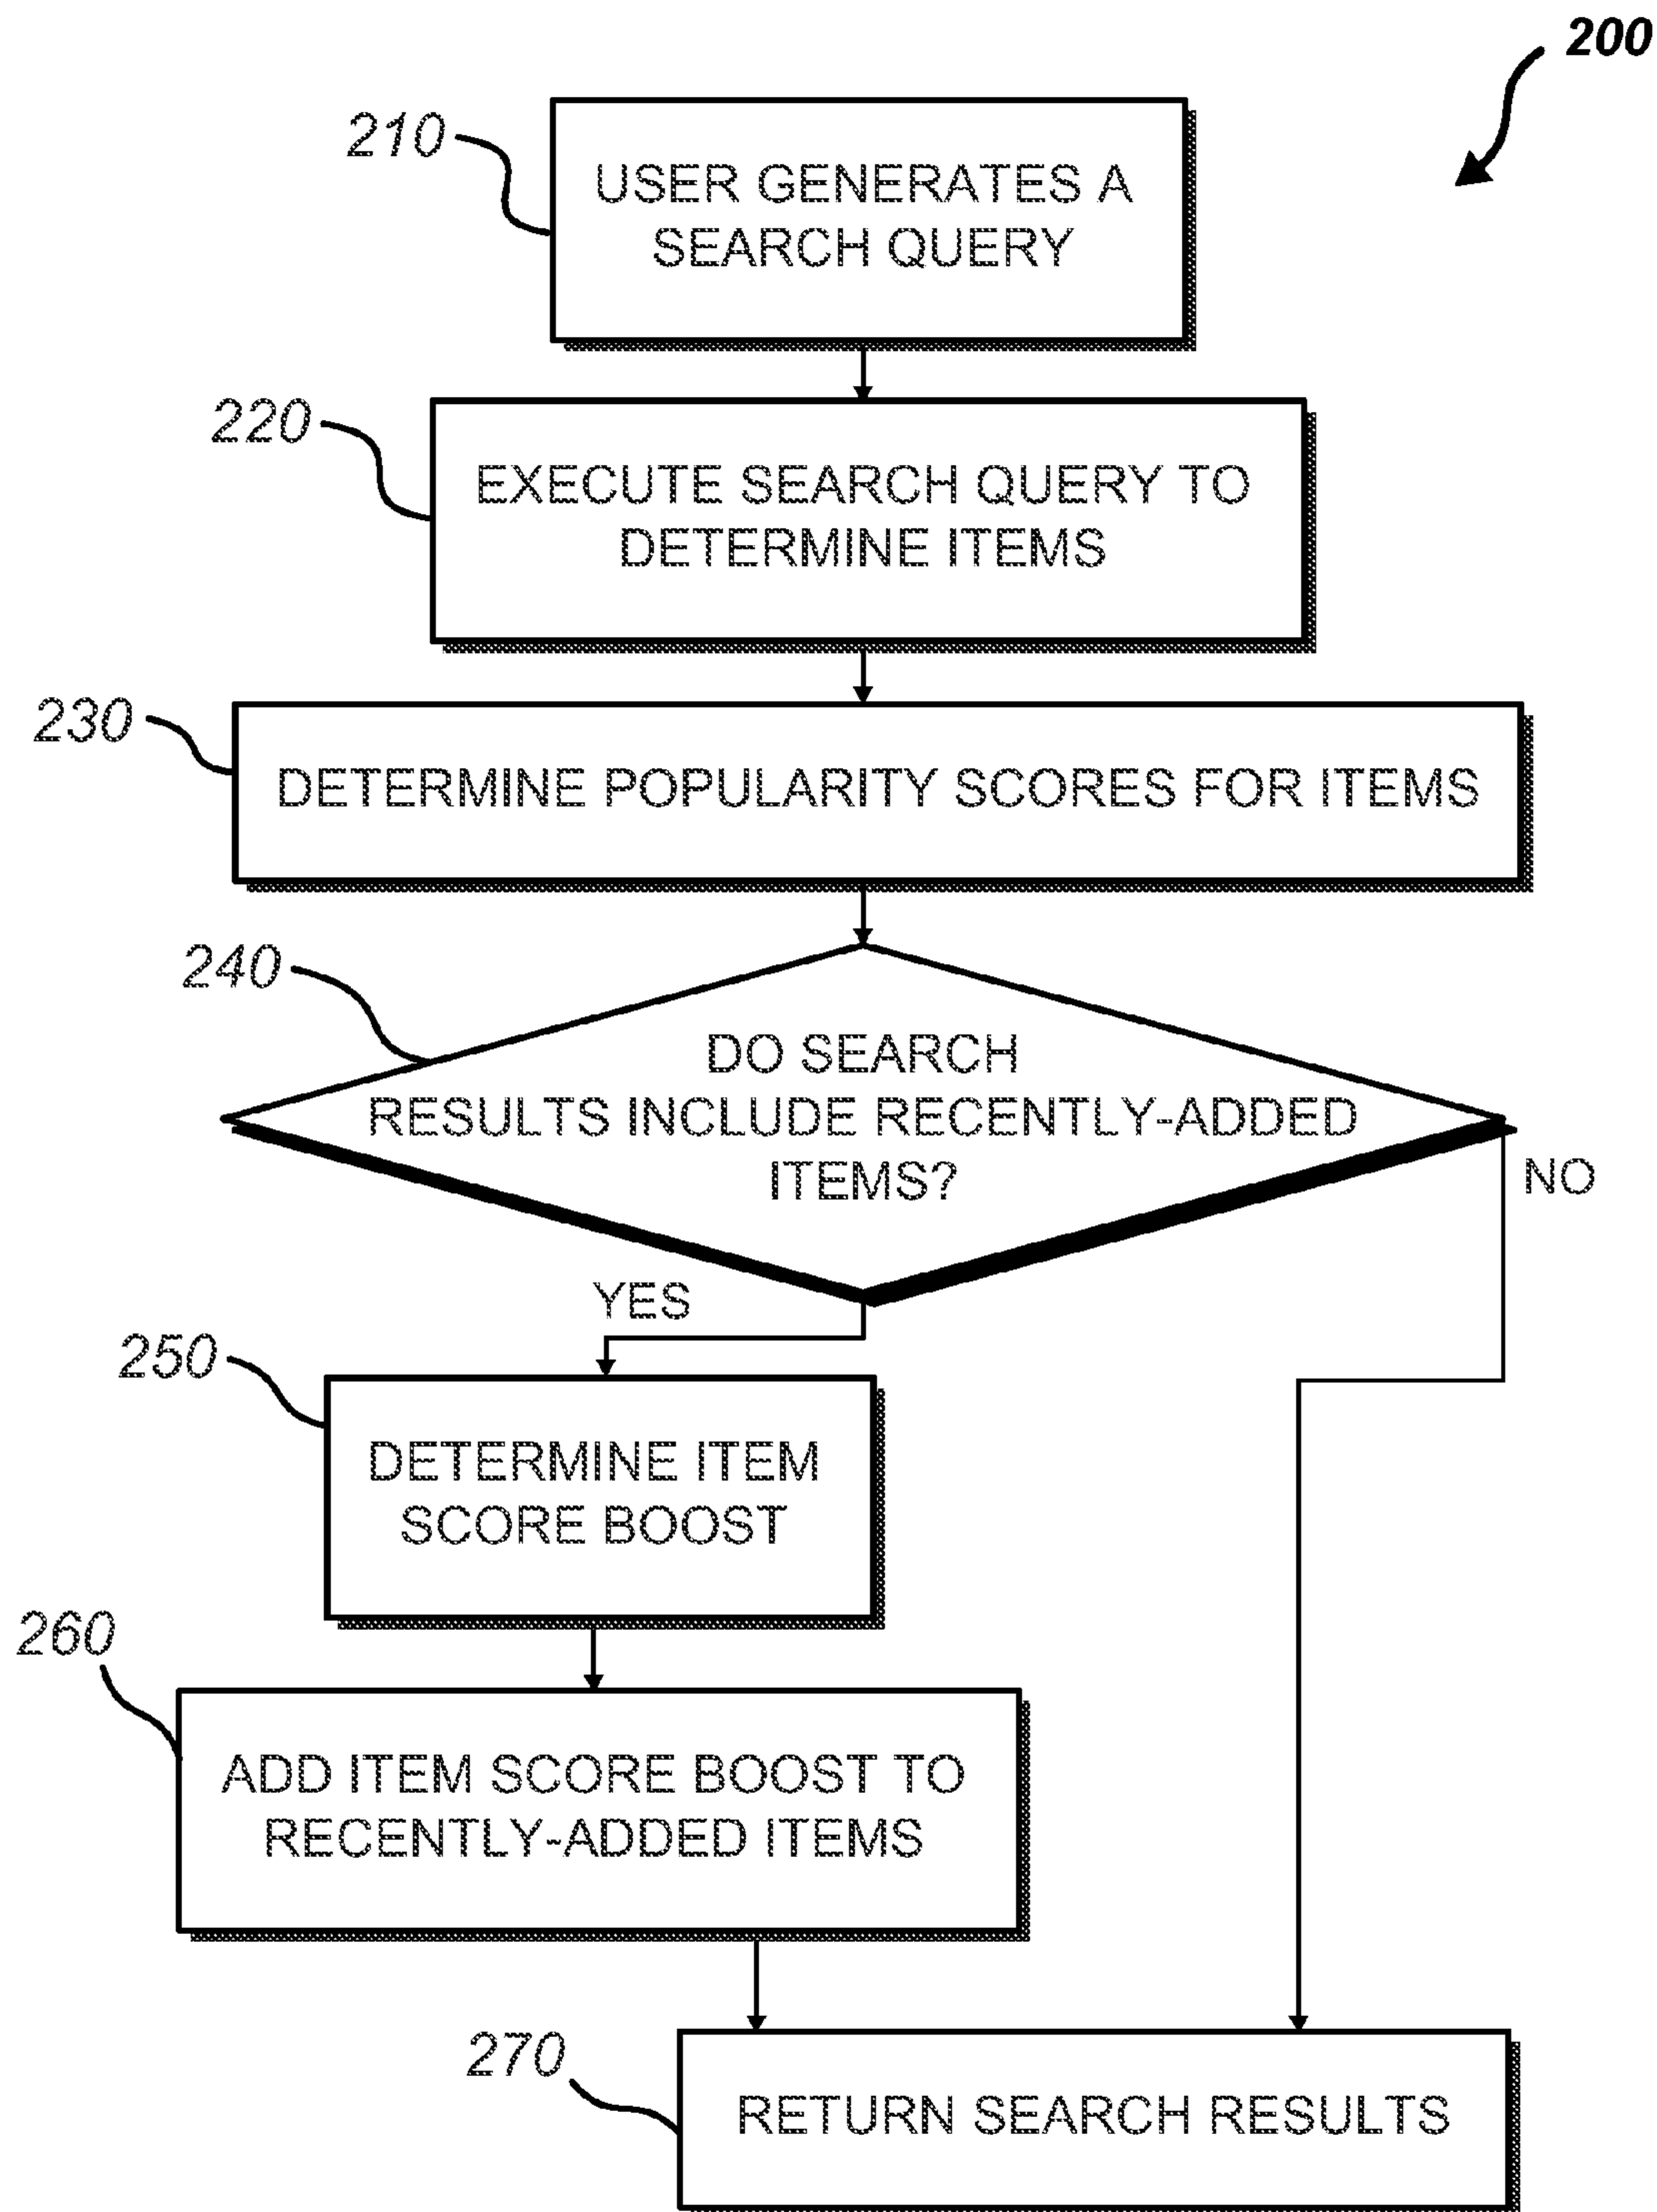 200
210
USER GENERATES A
SEARCH QUERY
220
EXECUTE SEARCH QUERY TO
DETERMINE ITEMS
230
DETERMINE POPULARITY SCORES FOR ITEMS
240
DO SEARCH
RESULTS INCLUDE RECENTLY-ADDED
ITEMS?
NO
YES
250
DETERMINE ITEM
SCORE BOOST
260
ADD ITEM SCORE BOOST TO
RECENTLY-ADDED ITEMS
270
RETURN SEARCH RESULTS